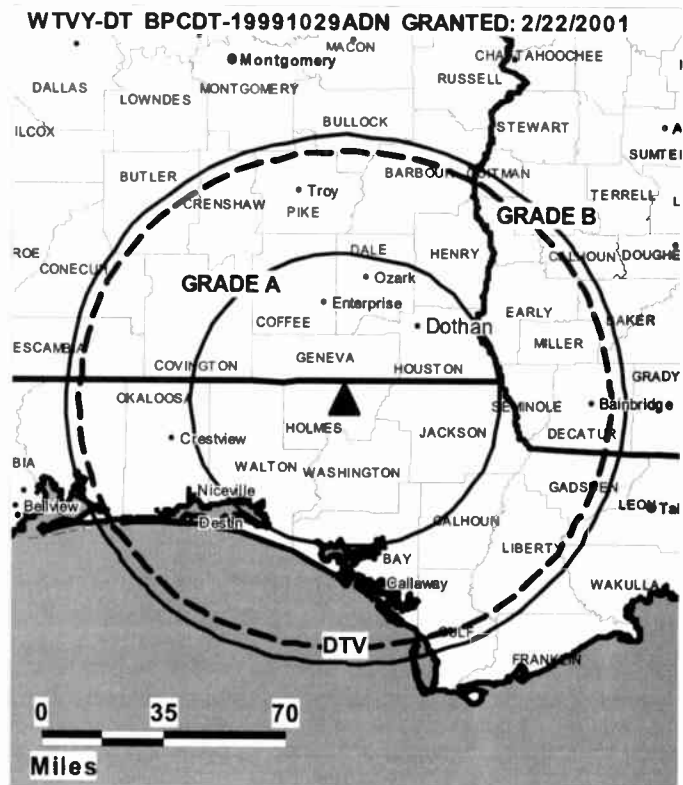 WTVY-DT BPCDT-19991029ADN GRANTED: 2/22/2001
MACON
Montgomery
CHATTAHOOCHEE
RUSSELL
DALLAS
MONTGOMERY
LOWNDES
BULLOCK
STEWART
ILCOX
A
SUMTE
BUTLER
BARBOUR
QUITMAN
Troy
TERRELL
L
CRENSHAW
PIKE
GRADE B
ROE
DALE
HENRY
CALHOUN
DOUGHE
CONECUH
Ozark
GRADE A
Enterprise
EARLY
BAKER
COFFEE
Dothan
MILLER
ESCAMBIA
GENEVA
COVINGTON
HOUSTON
GRADY
OKALOOSA
SEMINOLE
Bainbridge
HOLMES
JACKSON
DECATUR
Crestview
BIA
WALTON
WASHINGTON
GADSDEN
Niceville
LEON
Tal
Bellview
Destin
CALHOUN
LIBERTY
BAY
WAKULLA
Callaway
GULF
DTV
FRANKLIN
0 35 70
Miles